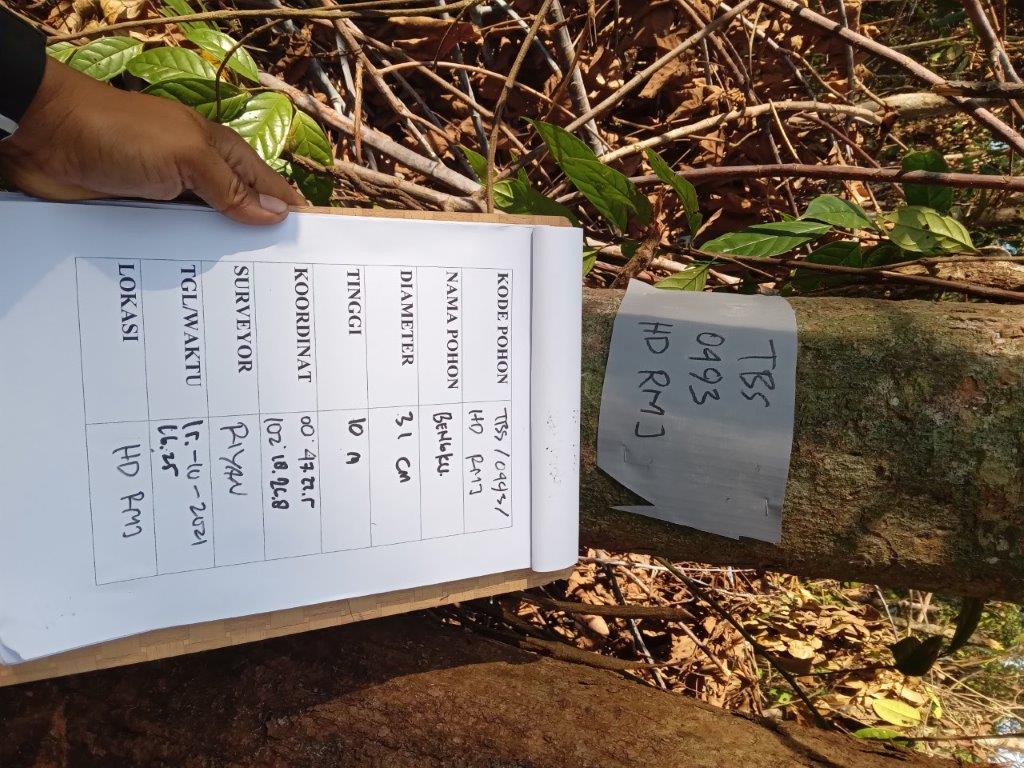 TBS
0493
HD RMJ
KODE POHON TBS/0493/
HD RMJ
NAMA POHON BENGKU.
DIAMETER 31 CM
TINGGI 10 M
KOORDINAT 00° 47.22.5
102° 18.26.8
SURVEYOR RIYAN
TGL/WAKTU 15.-10-2021
16.25
LOKASI HD RMJ